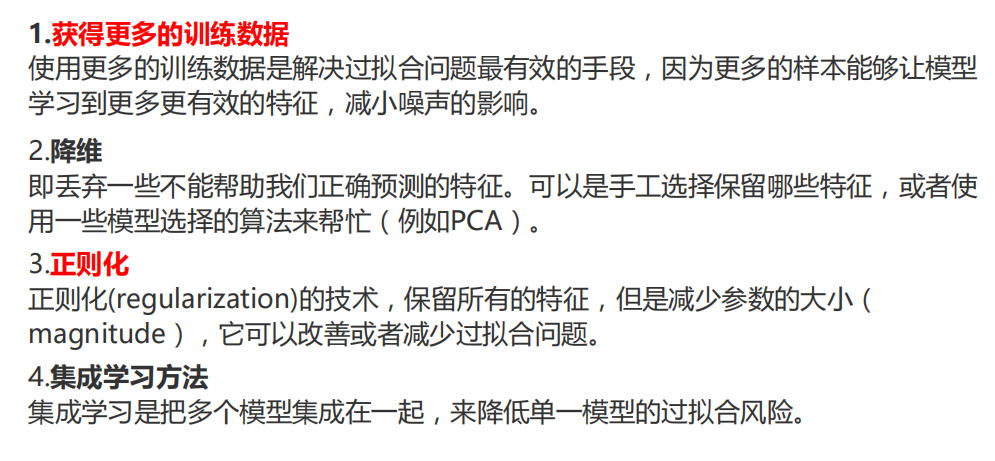 1.获得更多的训练数据
使用更多的训练数据是解决过拟合问题最有效的手段，因为更多的样本能够让模型
学习到更多更有效的特征，减小噪声的影响。
2.降维
即丢弃一些不能帮助我们正确预测的特征。可以是手工选择保留哪些特征，或者使
用一些模型选择的算法来帮忙（例如PCA）。
3.正则化
正则化(regularization)的技术，保留所有的特征，但是减少参数的大小（
magnitude），它可以改善或者减少过拟合问题。
4.集成学习方法
集成学习是把多个模型集成在一起，来降低单一模型的过拟合风险。